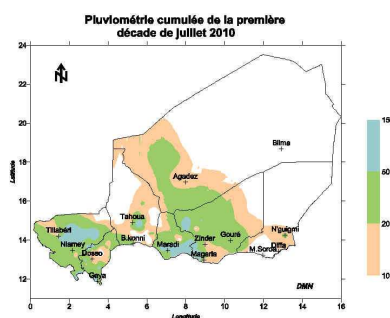 Pluviométrie cumulée de la première
décade de juillet 2010
24
22
20
18
16
14
12
Latitude
N
Bilma
Agadez
Tahoua
Tillabéri
Niamey
B.konni
Dosso
Gaya
Maradi
Zinder
Magaria
Gouré
N'guigmi
Diffa
M.Soroa
DMN
0 2 4 6 8 10 12 14 16
Longitude
60
20
10